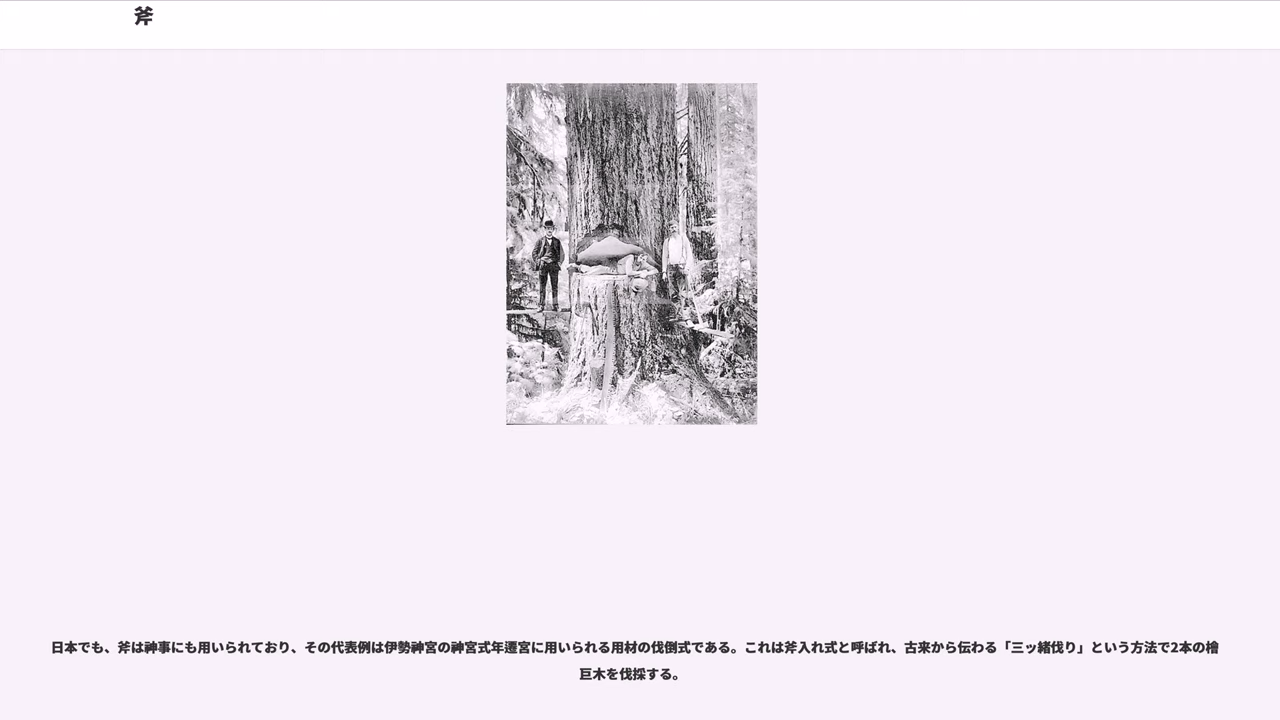 斧
日本でも、斧は神事にも用いられており、その代表例は伊勢神宮の神宮式年遷宮に用いられる用材の伐倒式である。これは斧入れ式と呼ばれ、古来から伝わる「三ッ緒伐り」という方法で2本の檜
巨木を伐採する。